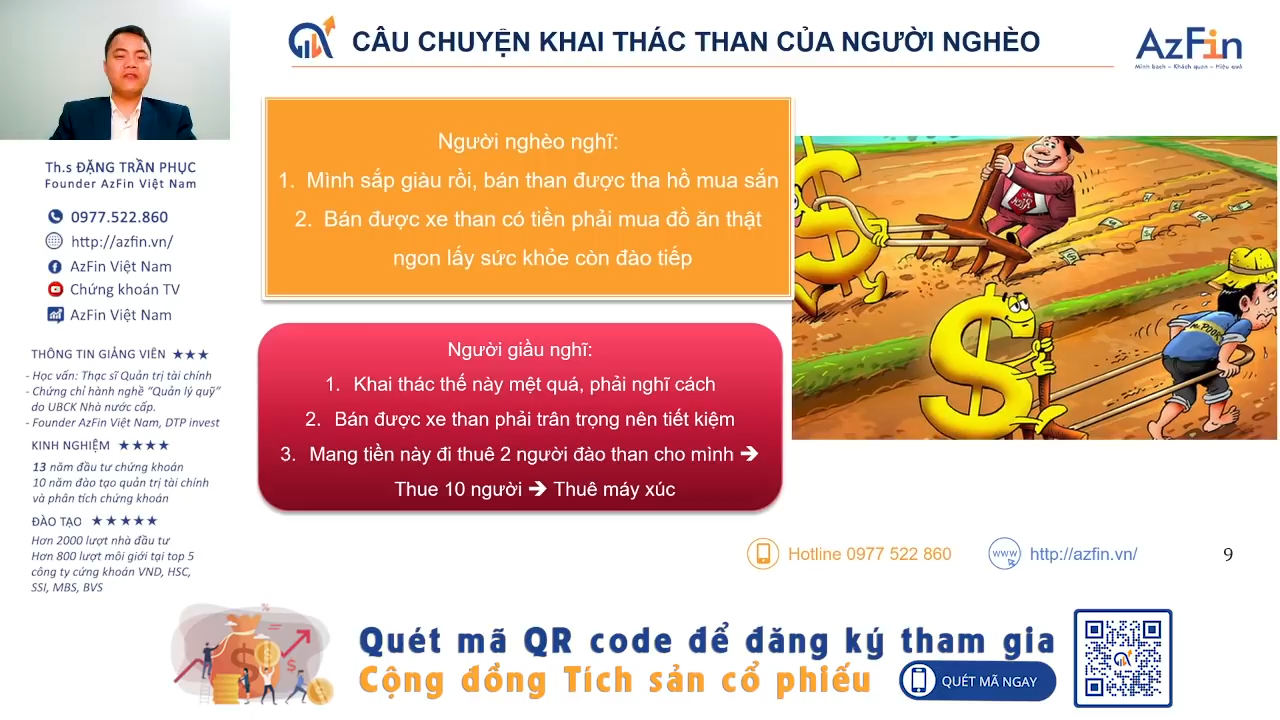 CÂU CHUYỆN KHAI THÁC THAN CỦA NGƯỜI NGHÈO
AzFin
Minh bạch – Khách quan – Hiệu quả
Th.s ĐẶNG TRẦN PHỤC
Founder AzFin Việt Nam
0977.522.860
http://azfin.vn/
AzFin Việt Nam
Chứng khoán TV
AzFin Việt Nam
THÔNG TIN GIẢNG VIÊN ★★★
- Học vấn: Thạc sĩ Quản trị tài chính
- Chứng chỉ hành nghề “Quản lý quỹ”
do UBCK Nhà nước cấp.
- Founder AzFin Việt Nam, DTP invest
KINH NGHIỆM ★★★★
13 năm đầu tư chứng khoán
10 năm đào tạo quản trị tài chính
và phân tích chứng khoán
ĐÀO TẠO ★★★★★
Hơn 2000 lượt nhà đầu tư
Hơn 800 lượt môi giới tại top 5
công ty cứng khoán VND, HSC,
SSI, MBS, BVS
Người nghèo nghĩ:
1. Mình sắp giàu rồi, bán than được tha hồ mua sắn
2. Bán được xe than có tiền phải mua đồ ăn thật
ngon lấy sức khỏe còn đào tiếp
Người giầu nghĩ:
1. Khai thác thế này mệt quá, phải nghĩ cách
2. Bán được xe than phải trân trọng nên tiết kiệm
3. Mang tiền này đi thuê 2 người đào than cho mình ➔
Thue 10 người ➔ Thuê máy xúc
Hotline 0977 522 860
www
http://azfin.vn/
9
Quét mã QR code để đăng ký tham gia
Cộng đồng Tích sản cổ phiếu
QUÉT MÃ NGAY